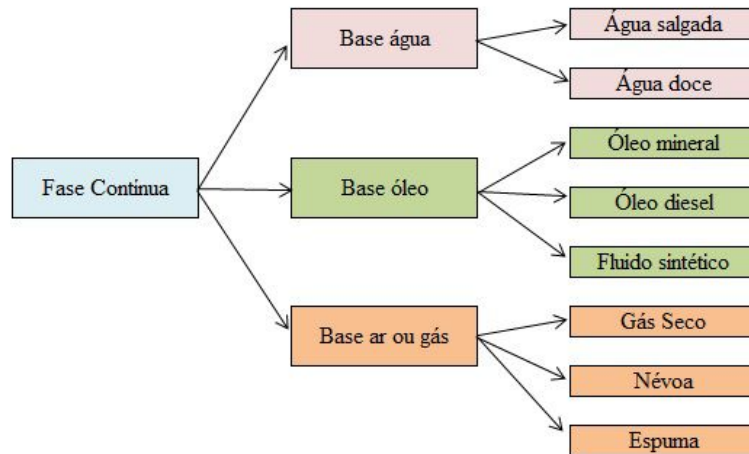 Fase Contínua
Base água
Água salgada
Água doce
Base óleo
Óleo mineral
Óleo diesel
Fluido sintético
Base ar ou gás
Gás Seco
Névoa
Espuma